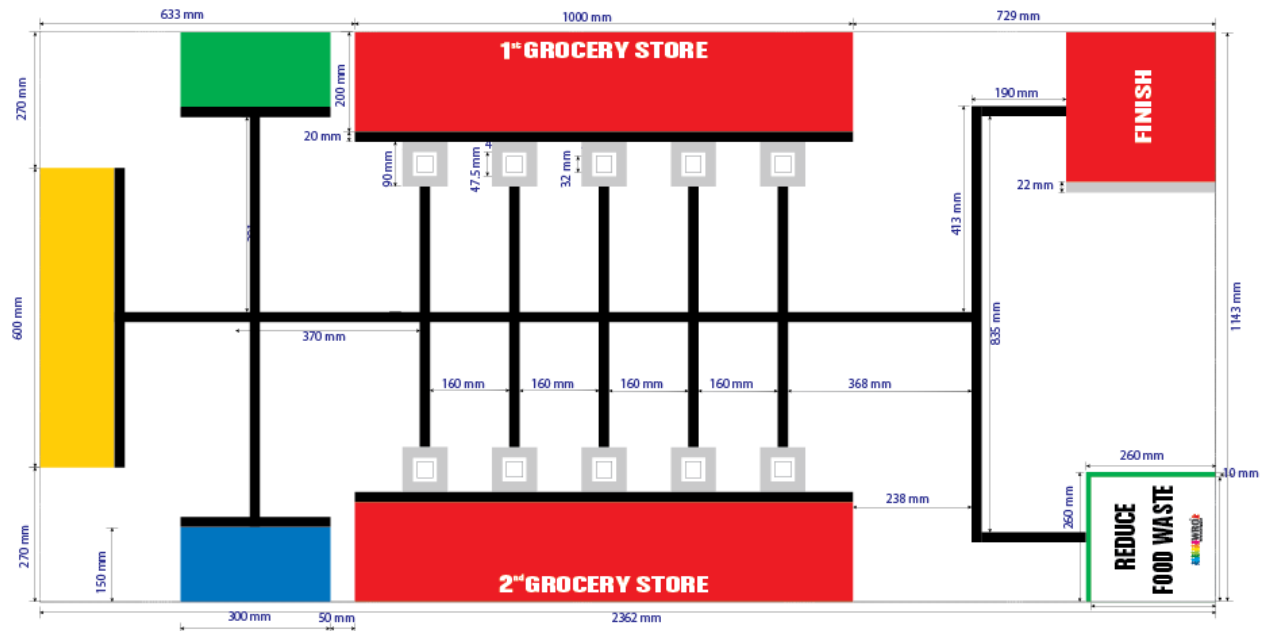 633 mm
1000 mm
729 mm
1st GROCERY STORE
FINISH
270 mm
200 mm
20 mm
190 mm
90 mm
47.5 mm
4
32 mm
22 mm
413 mm
600 mm
370 mm
835 mm
1143 mm
160 mm
160 mm
160 mm
160 mm
368 mm
260 mm
10 mm
238 mm
260 mm
REDUCE
FOOD WASTE
WRO
270 mm
150 mm
2nd GROCERY STORE
300 mm
50 mm
2362 mm